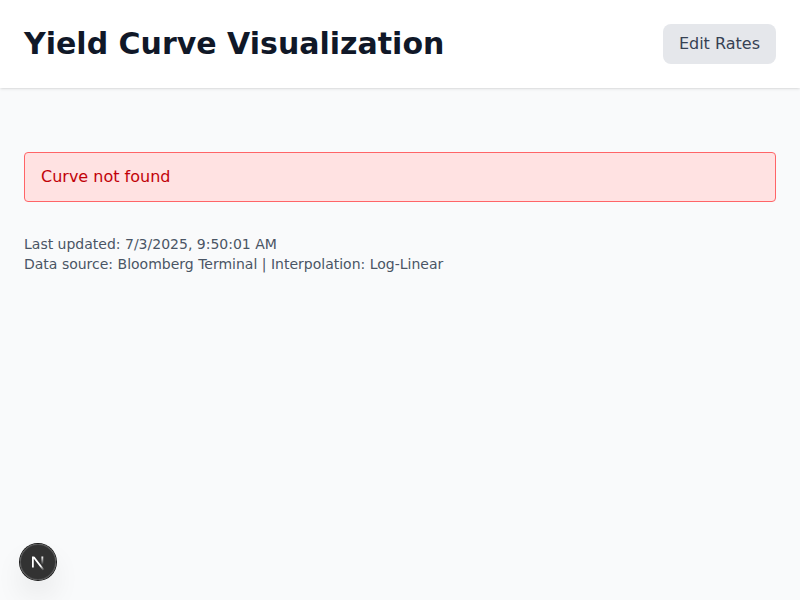 Yield Curve Visualization
Edit Rates
Curve not found
Last updated: 7/3/2025, 9:50:01 AM
Data source: Bloomberg Terminal | Interpolation: Log-Linear
N